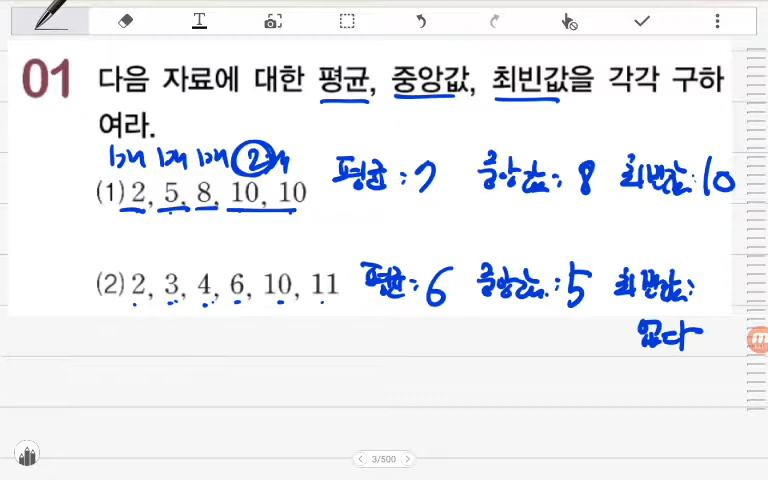 T
01 다음 자료에 대한 평균, 중앙값, 최빈값을 각각 구하
여라.
1개 1개 1개 2개
(1) 2, 5, 8, 10, 10 평균 : 7 중앙값 : 8 최빈값 : 10
(2) 2, 3, 4, 6, 10, 11 평균 : 6 중앙값 : 5 최빈값 :
없다
3/500